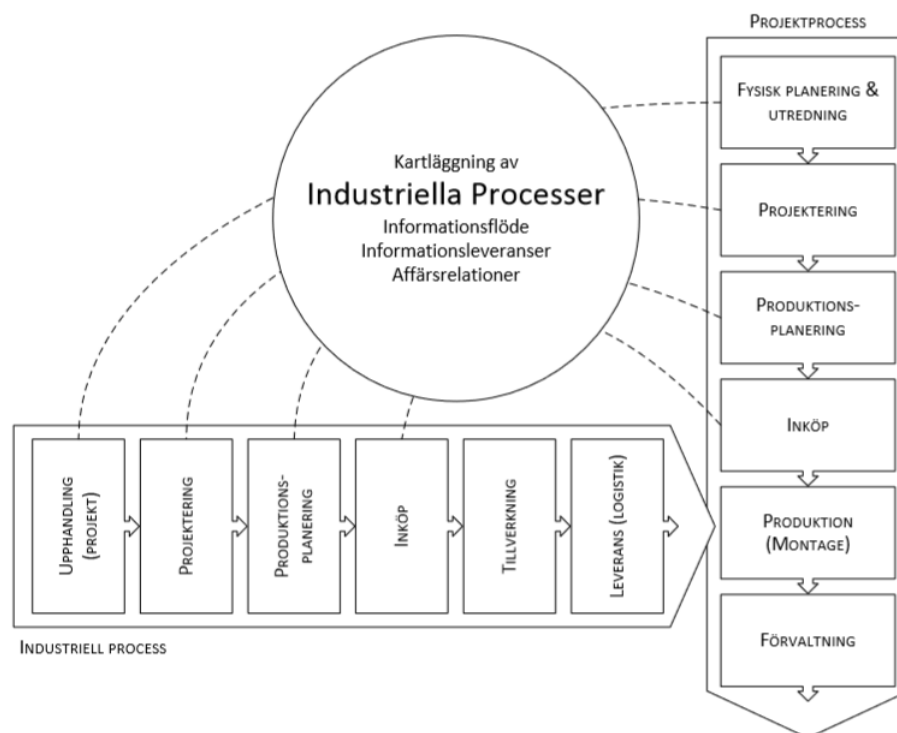 PROJEKTPROCESS
FYSISK PLANERING &
UTREDNING
PROJEKTERING
PRODUKTIONS-
PLANERING
INKÖP
PRODUKTION
(MONTAGE)
FÖRVALTNING
Kartläggning av
Industriella Processer
Informationsflöde
Informationsleveranser
Affärsrelationer
UPPHANDLING
(PROJEKT)
PROJEKTERING
PRODUKTIONS-
PLANERING
INKÖP
TILLVERKNING
LEVERANS (LOGISTIK)
INDUSTRIELL PROCESS